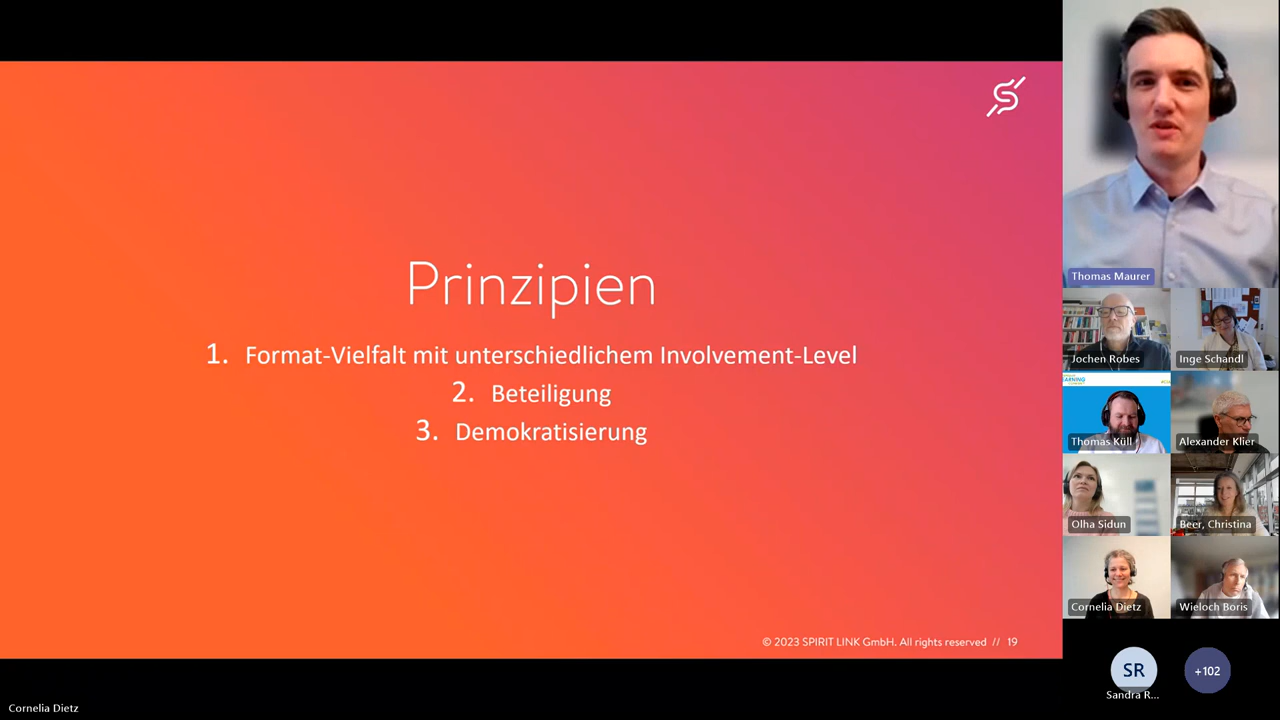 Prinzipien
1. Format-Vielfalt mit unterschiedlichem Involvement-Level
2. Beteiligung
3. Demokratisierung
© 2023 SPIRIT LINK GmbH. All rights reserved // 19
Cornelia Dietz
Thomas Maurer
Jochen Robes
Inge Schandl
Thomas Küll
Alexander Klier
Olha Sidun
Beer, Christina
Cornelia Dietz
Wieloch Boris
SR
Sandra R...
+102